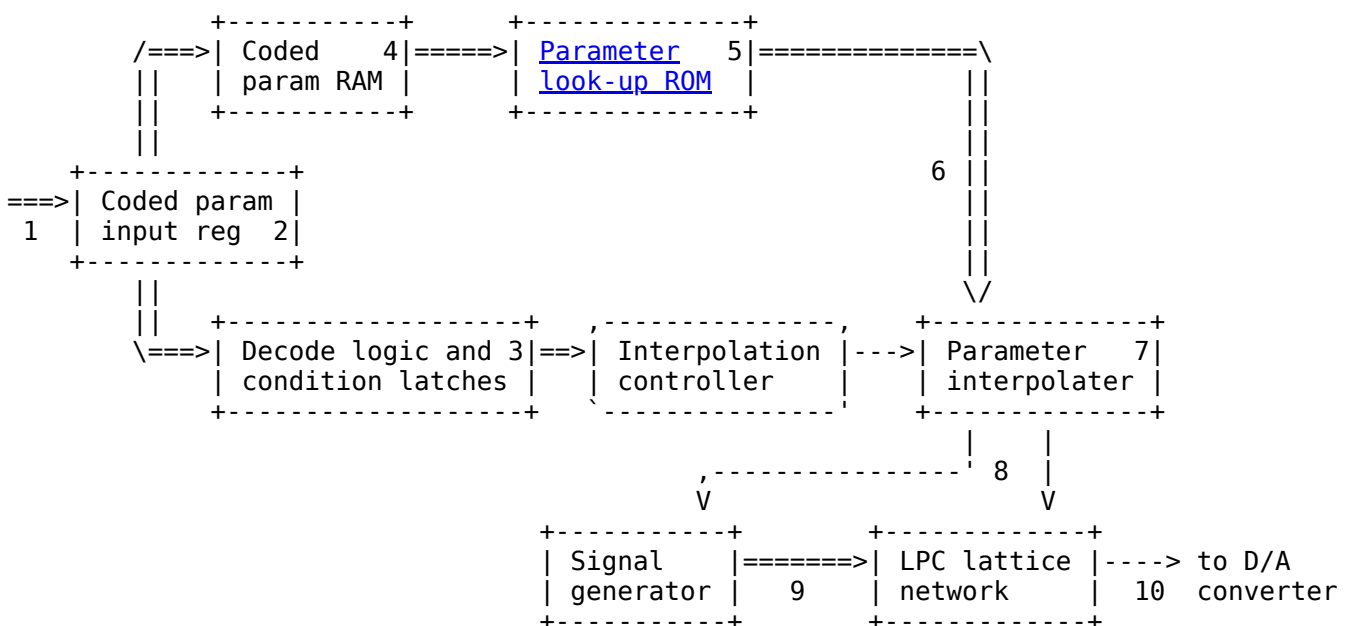 Coded 4 Parameter 5
param RAM look-up ROM
6
Coded param
1 input reg 2
Decode logic and 3 Interpolation Parameter 7
condition latches controller interpolater
8
Signal LPC lattice to D/A
generator 9 network 10 converter